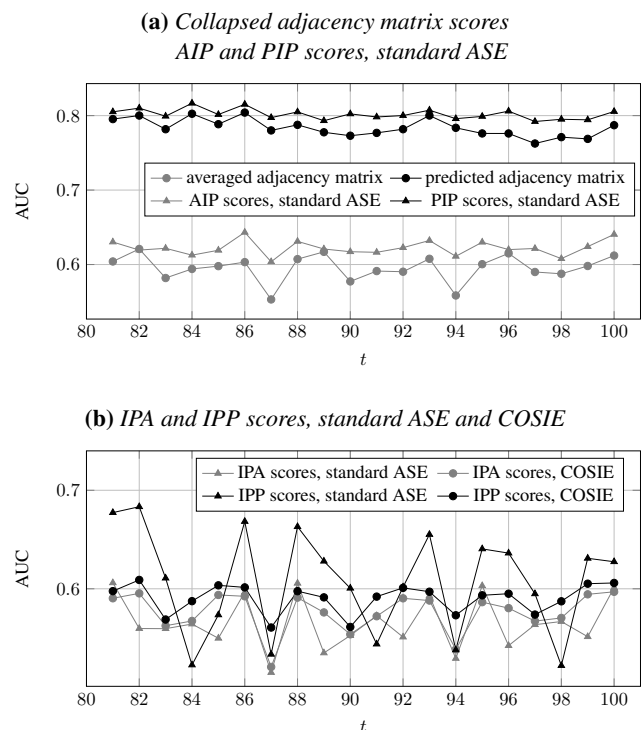 (a) Collapsed adjacency matrix scores
AIP and PIP scores, standard ASE
0.8
0.7
0.6
AUC
averaged adjacency matrix
predicted adjacency matrix
AIP scores, standard ASE
PIP scores, standard ASE
80 82 84 86 88 90 92 94 96 98 100
t
(b) IPA and IPP scores, standard ASE and COSIE
0.7
0.6
AUC
IPA scores, standard ASE
IPA scores, COSIE
IPP scores, standard ASE
IPP scores, COSIE
80 82 84 86 88 90 92 94 96 98 100
t